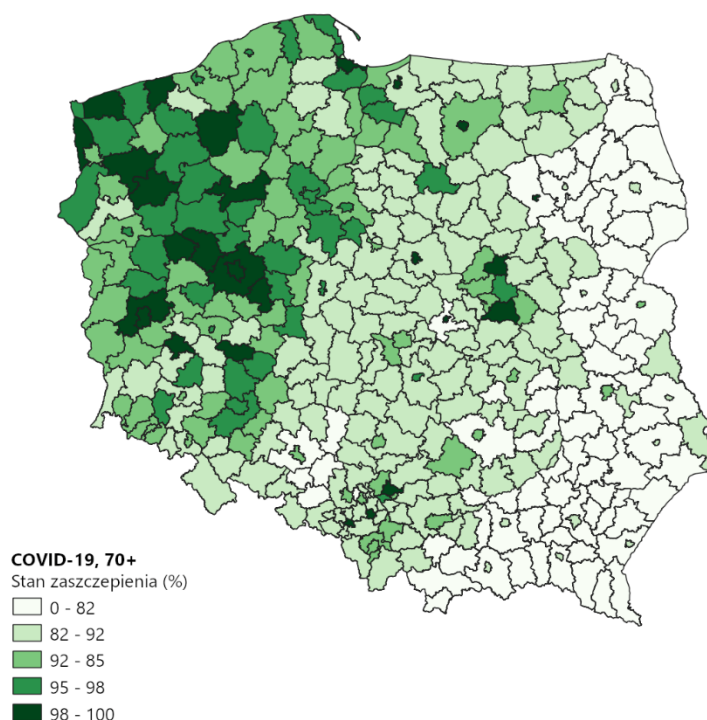 COVID-19, 70+
Stan zaszczepienia (%)
0 - 82
82 - 92
92 - 85
95 - 98
98 - 100